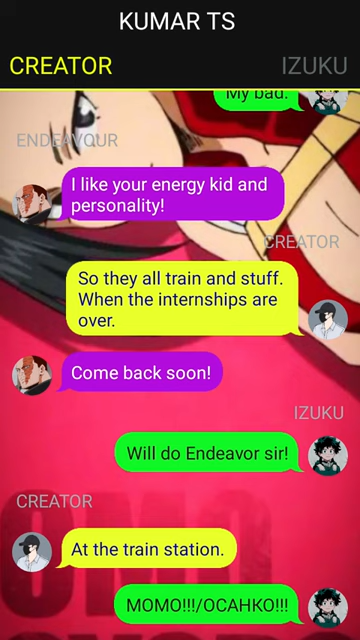 KUMAR TS
CREATOR
IZUKU
My bad.
ENDEAVOUR
I like your energy kid and
personality!
CREATOR
So they all train and stuff.
When the internships are
over.
Come back soon!
IZUKU
Will do Endeavor sir!
CREATOR
At the train station.
MOMO!!!/OCAHKO!!!